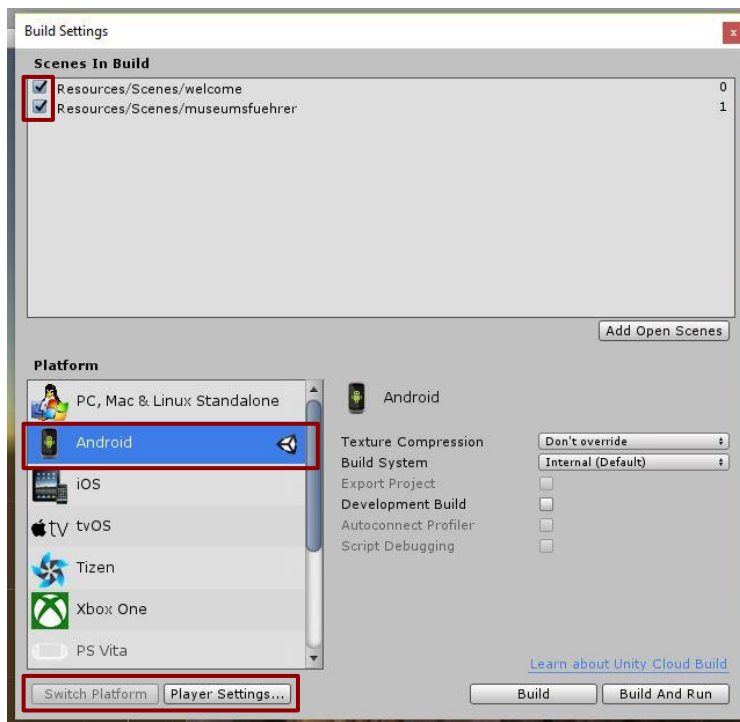 Build Settings
x
Scenes In Build
Resources/Scenes/welcome 0
Resources/Scenes/museumsfuehrer 1
Add Open Scenes
Platform
PC, Mac & Linux Standalone
Android
iOS
tv tvOS
Tizen
Xbox One
PS Vita
Android
Texture Compression Don't override
Build System Internal (Default)
Export Project
Development Build
Autoconnect Profiler
Script Debugging
Learn about Unity Cloud Build
Switch Platform Player Settings... Build Build And Run